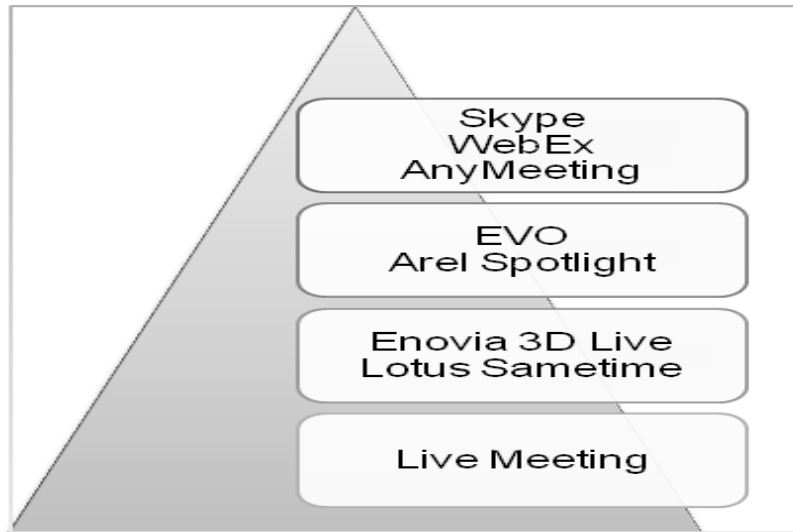 Skype
WebEx
AnyMeeting
EVO
Arel Spotlight
Enovia 3D Live
Lotus Sametime
Live Meeting